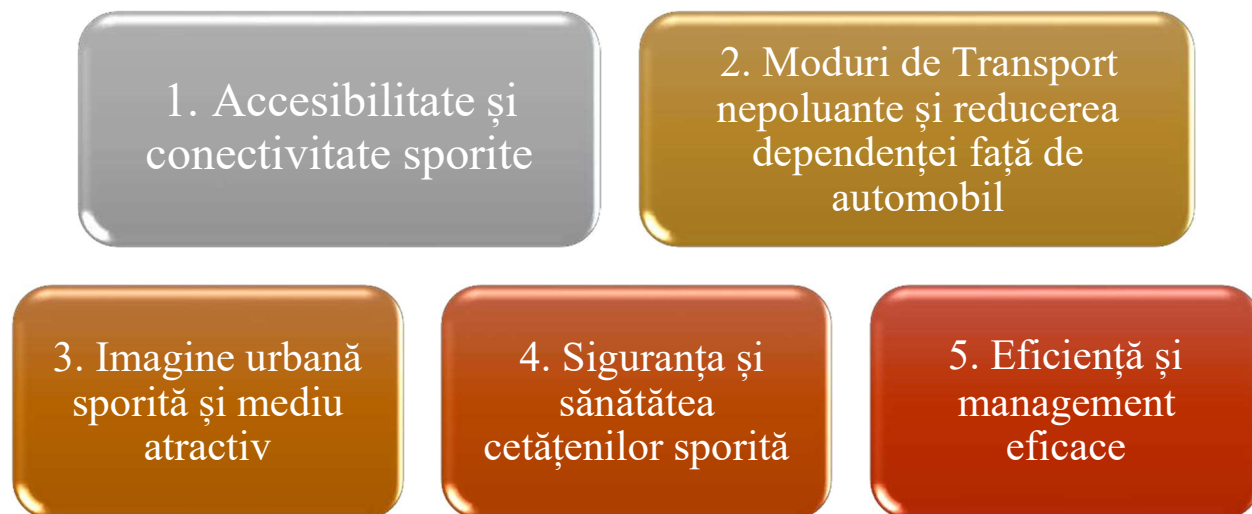 1. Accesibilitate și
conectivitate sporite
2. Moduri de Transport
nepoluante și reducerea
dependenței față de
automobil
3. Imagine urbană
sporită și mediu
atractiv
4. Siguranța și
sănătatea
cetățenilor sporită
5. Eficiență și
management
eficace